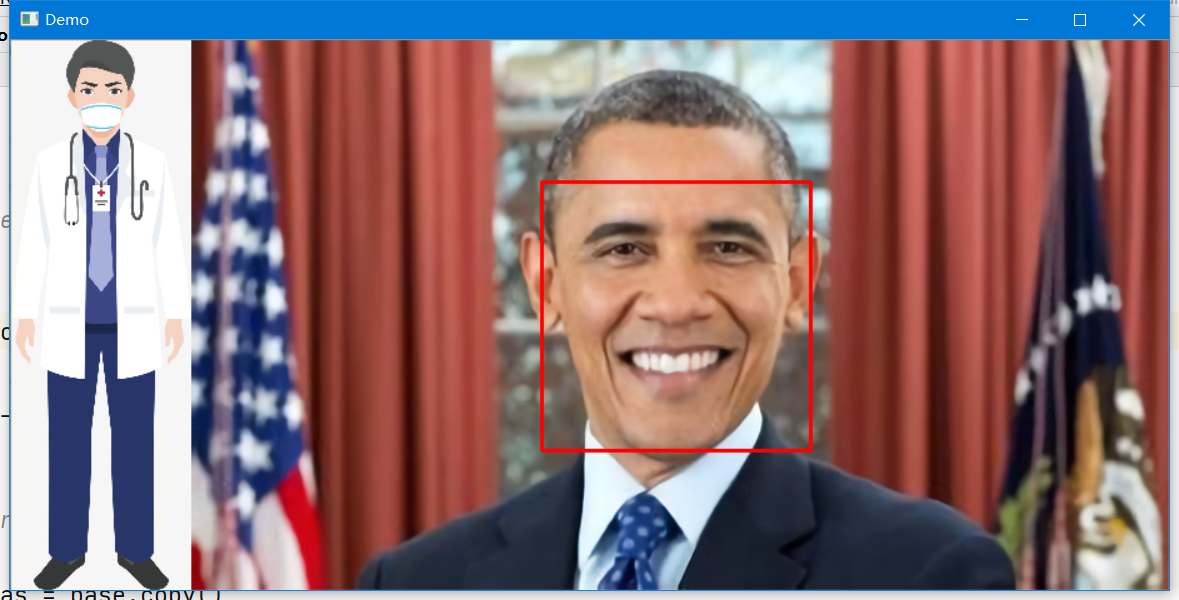 Demo
as = base.copy()